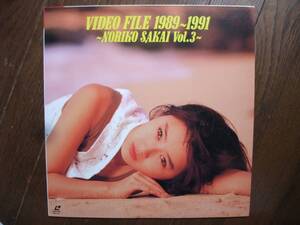 VIDEO FILE 1989~1991
~NORIKO SAKAI Vol.3~